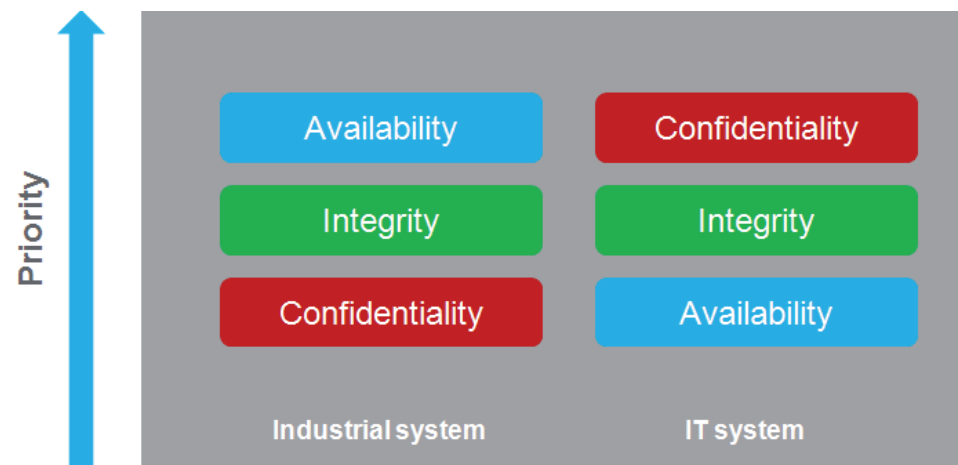 Priority
Availability
Confidentiality
Integrity
Integrity
Confidentiality
Availability
Industrial system
IT system